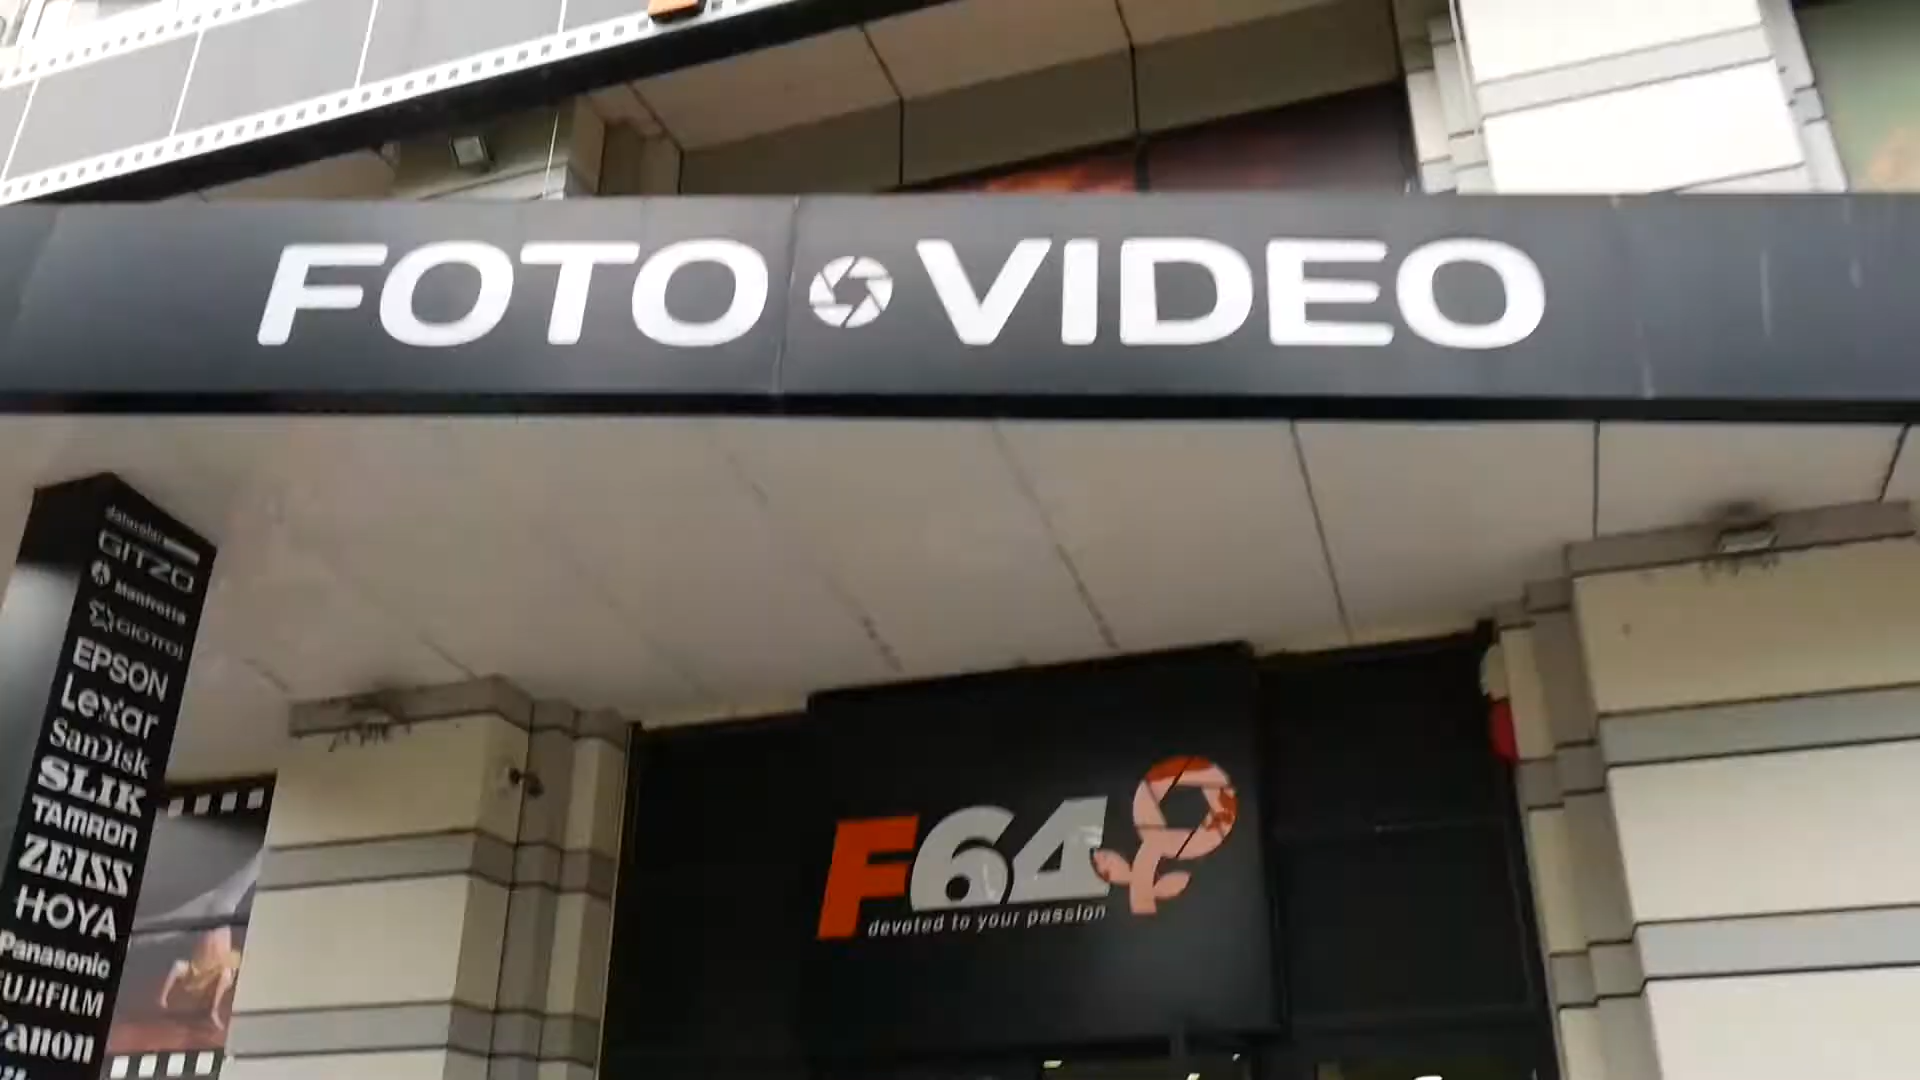 FOTO VIDEO
GITZO
Manfrotto
GIOTTOS
EPSON
Lexar
SanDisk
SLIK
TAMRON
ZEISS
HOYA
Panasonic
FUJIFILM
Canon
F64
devoted to your passion